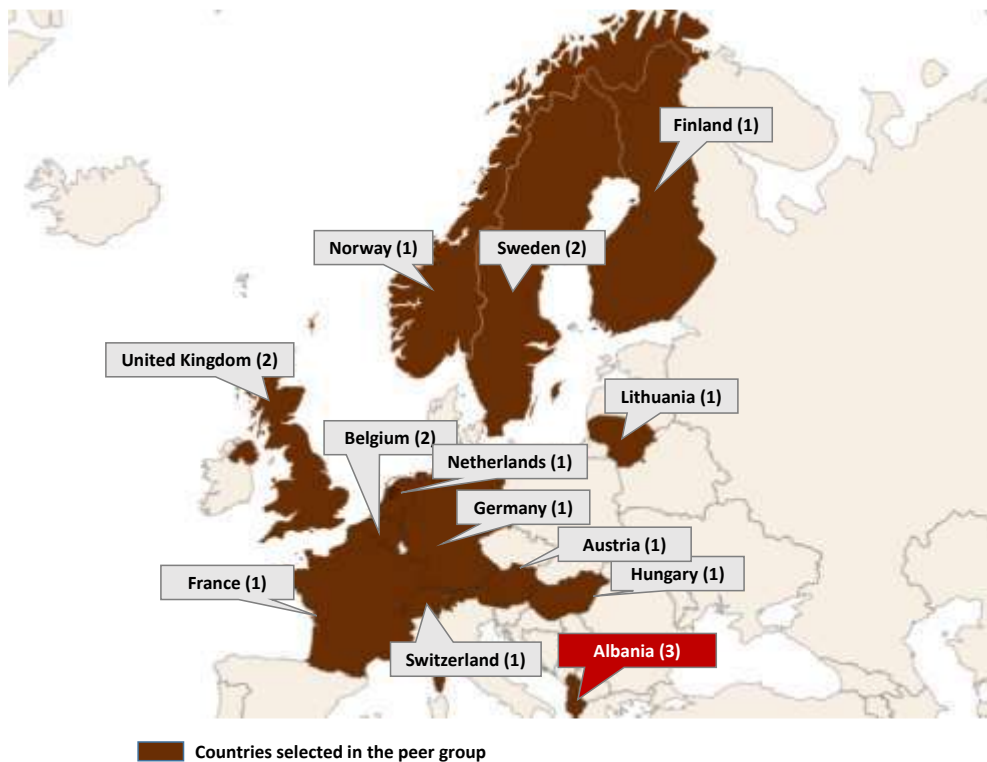 Finland (1)
Norway (1)
Sweden (2)
United Kingdom (2)
Lithuania (1)
Belgium (2)
Netherlands (1)
Germany (1)
Austria (1)
Hungary (1)
France (1)
Switzerland (1)
Albania (3)
Countries selected in the peer group